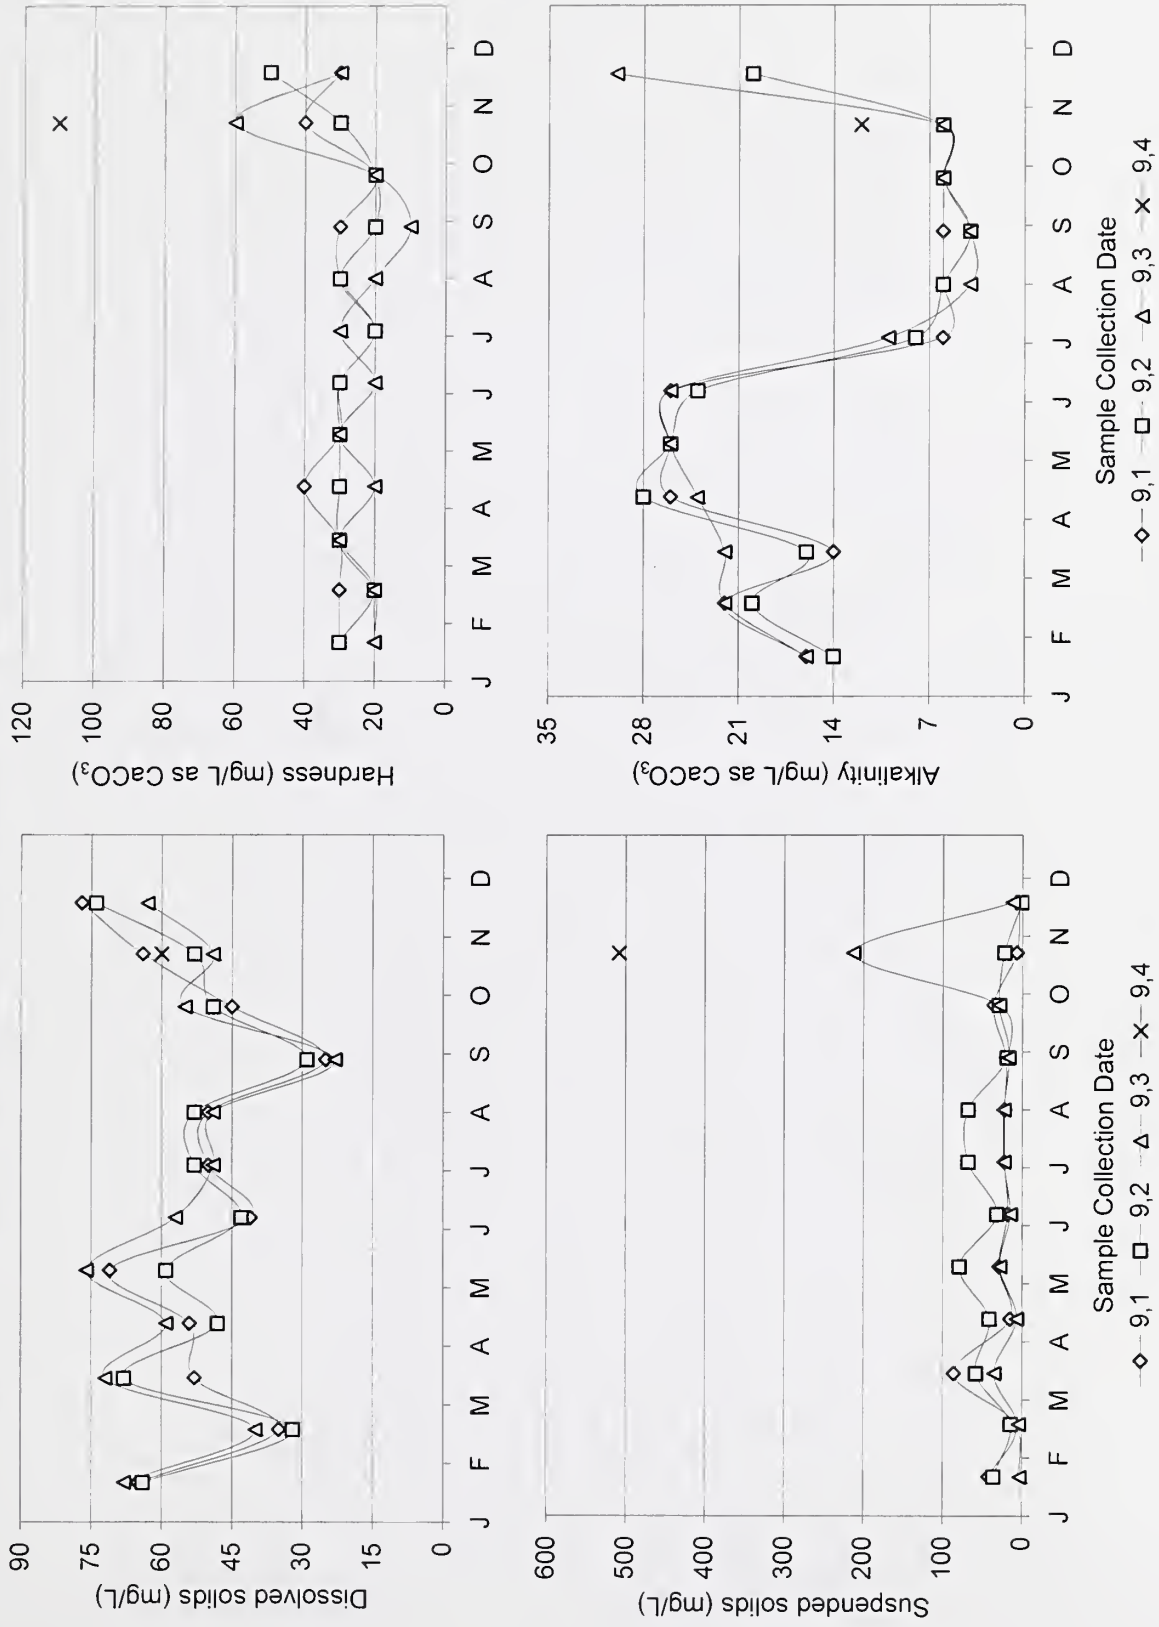 Dissolved solids (mg/L)
90
75
60
45
30
15
0
J F M A M J J A S O N D
Hardness (mg/L as CaCO₃)
120
100
80
60
40
20
0
J F M A M J J A S O N D
Suspended solids (mg/L)
600
500
400
300
200
100
0
J F M A M J J A S O N D
Sample Collection Date
9,1 9,2 9,3 9,4
Alkalinity (mg/L as CaCO₃)
35
28
21
14
7
0
J F M A M J J A S O N D
Sample Collection Date
9,1 9,2 9,3 9,4